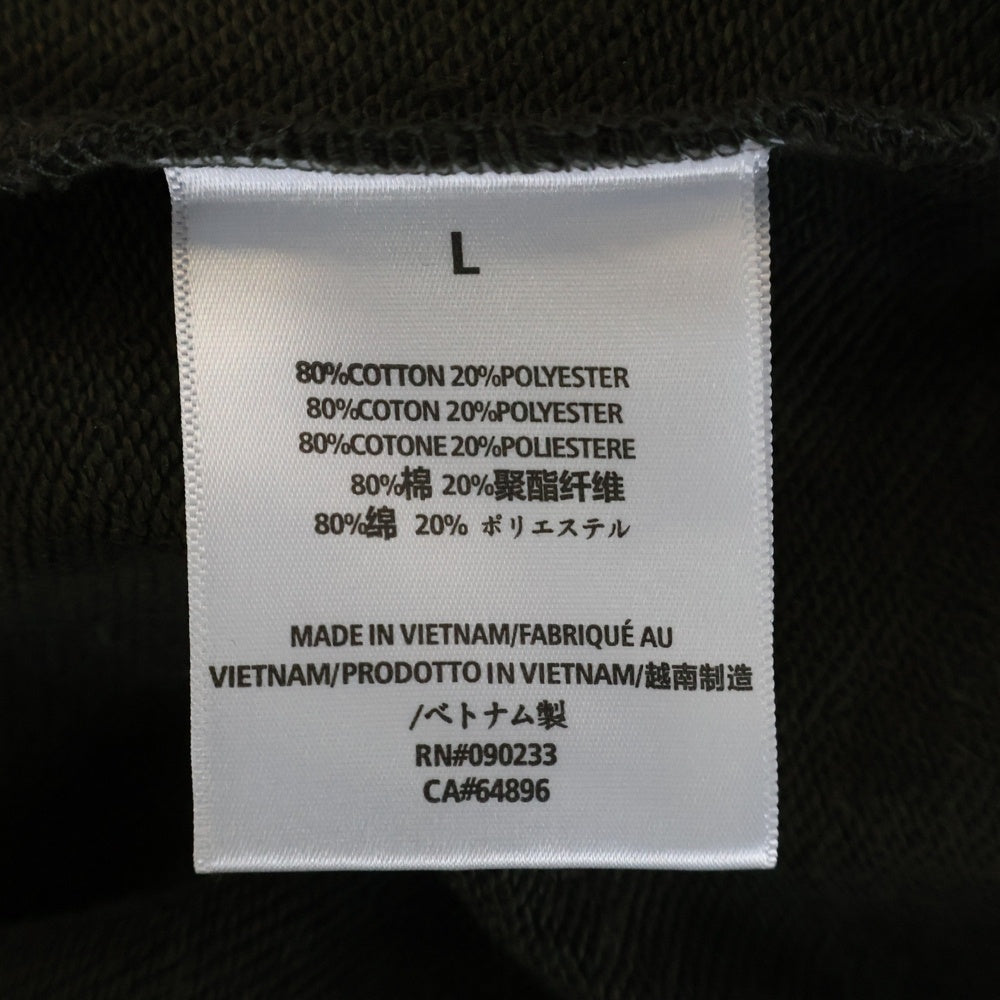 L
80%COTTON 20%POLYESTER
80%COTON 20%POLYESTER
80%COTONE 20%POLIESTERE
80%棉 20%聚酯纤维
80%绵 20% ポリエステル
MADE IN VIETNAM/FABRIQUÉ AU
VIETNAM/PRODOTTO IN VIETNAM/越南制造
/ベトナム製
RN#090233
CA#64896